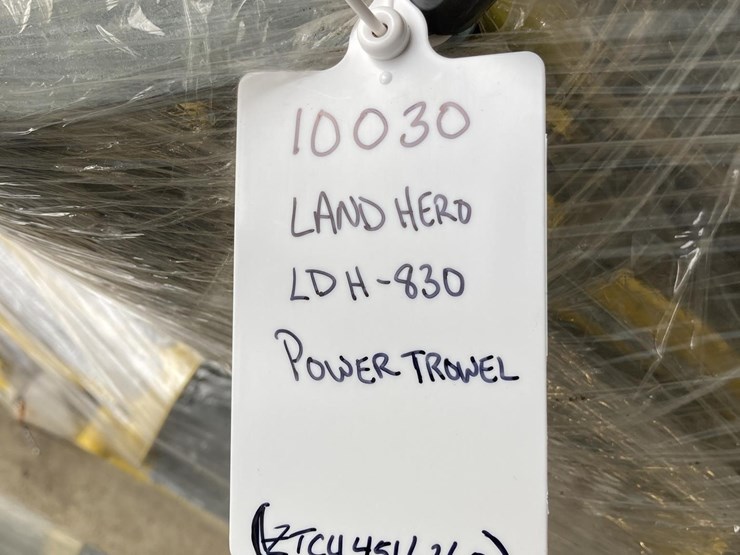 10030
LAND HERO
LDH-830
POWER TROWEL